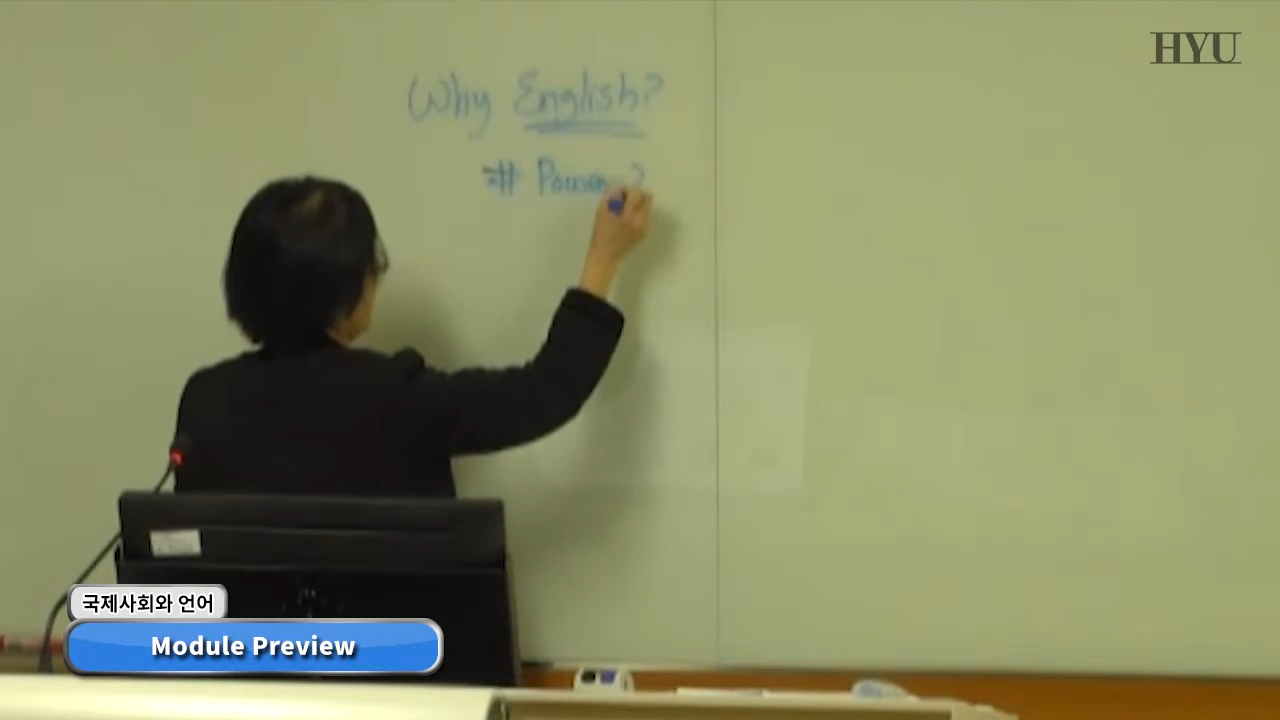 HYU
Why English?
# Power ?
국제사회와 언어
Module Preview